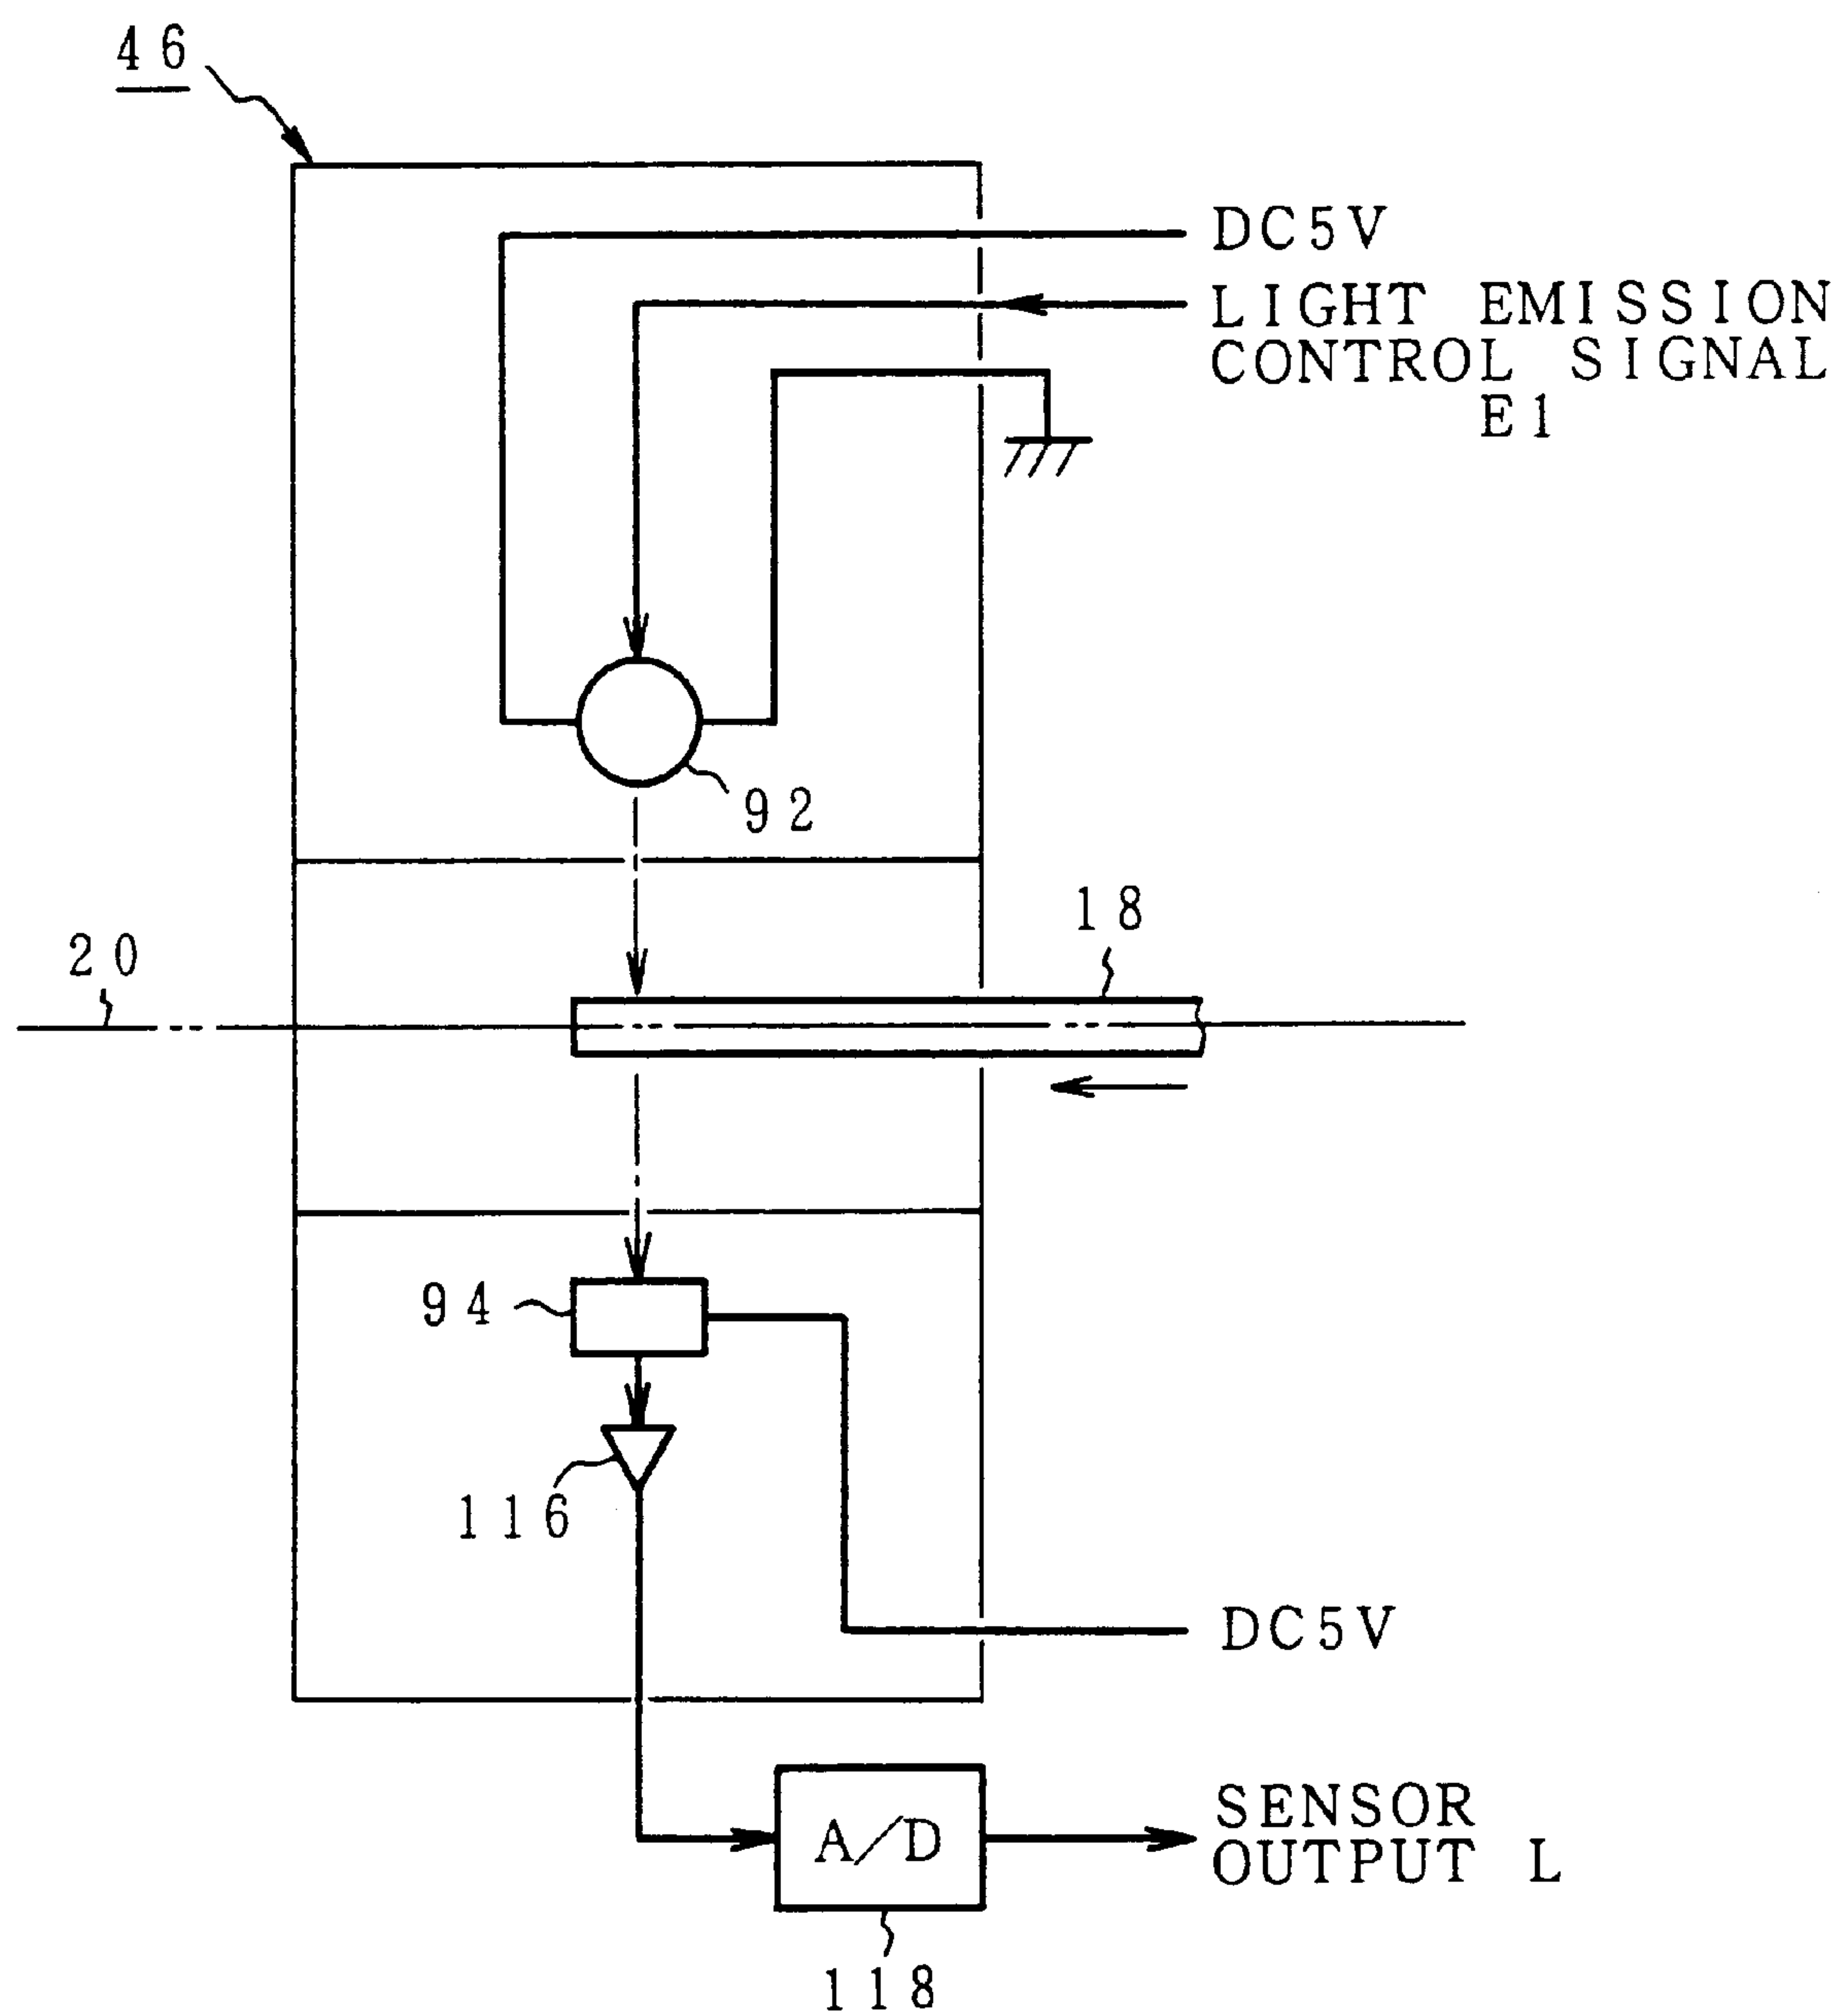 46
DC5V
LIGHT EMISSION
CONTROL SIGNAL
E1
92
18
20
94
116
DC5V
A/D
SENSOR
OUTPUT L
118